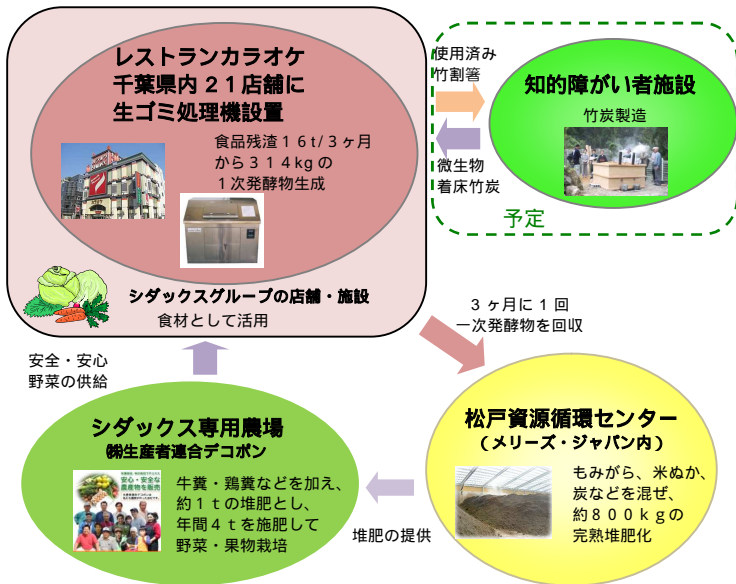 レストランカラオケ
千葉県内２１店舗に
生ゴミ処理機設置
食品残渣１６t/３ヶ月
から３１４kgの
１次発酵物生成
シダックスグループの店舗・施設
食材として活用
使用済み
竹割箸
微生物
着床竹炭
知的障がい者施設
竹炭製造
予定
３ヶ月に１回
一次発酵物を回収
松戸資源循環センター
（メリーズ・ジャパン内）
もみがら、米ぬか、
炭などを混ぜ、
約８００ｋｇの
完熟堆肥化
堆肥の提供
シダックス専用農場
㈱生産者連合デコポン
安心・安全な
農産物を販売
牛糞・鶏糞などを加え、
約１ｔの堆肥とし、
年間４ｔを施肥して
野菜・果物栽培
安全・安心
野菜の供給